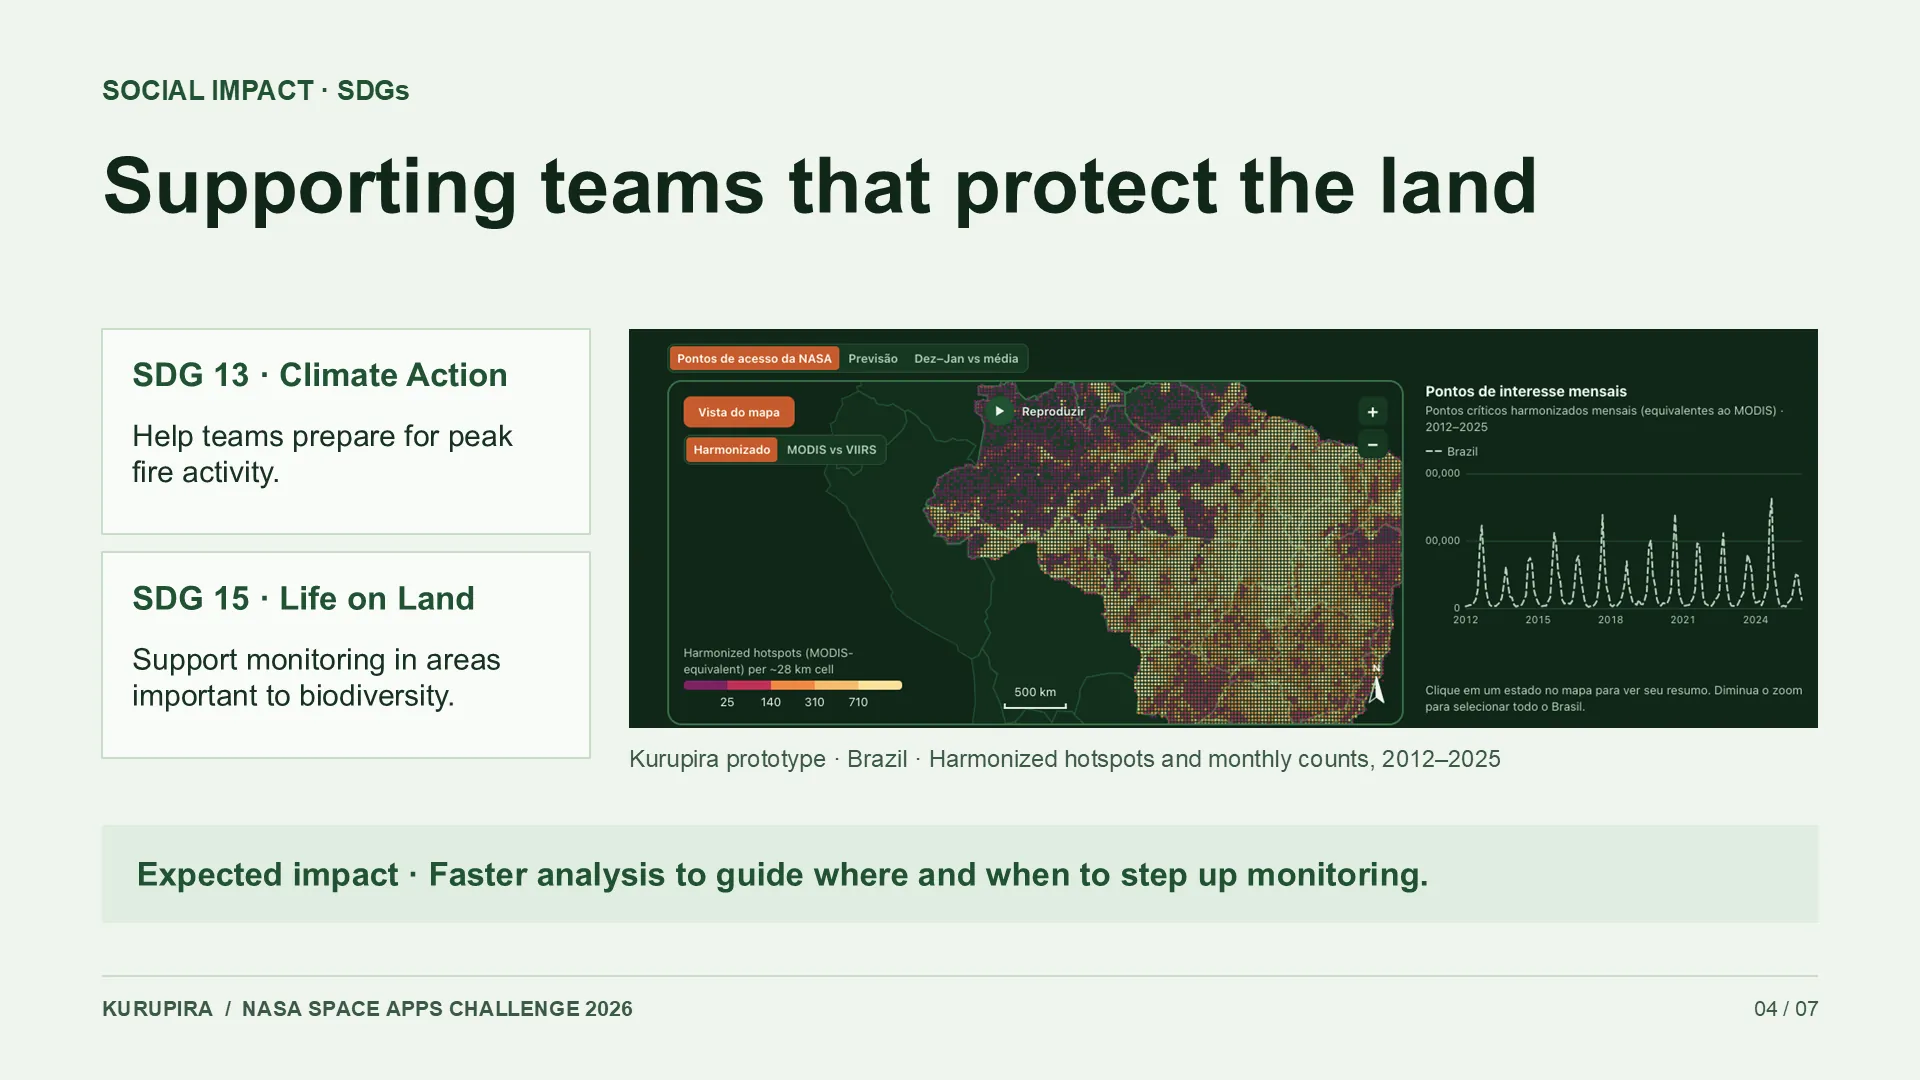 SOCIAL IMPACT · SDGs
Supporting teams that protect the land
SDG 13 · Climate Action
Help teams prepare for peak
fire activity.
SDG 15 · Life on Land
Support monitoring in areas
important to biodiversity.
Pontos de acesso da NASA Previsão Dez–Jan vs média
Vista do mapa
Reproduzir
+
−
Harmonizado MODIS vs VIIRS
Harmonized hotspots (MODIS-
equivalent) per ~28 km cell
25 140 310 710
500 km
N
Pontos de interesse mensais
Pontos críticos harmonizados mensais (equivalentes ao MODIS) ·
2012–2025
Brazil
00,000
00,000
0
2012 2015 2018 2021 2024
Clique em um estado no mapa para ver seu resumo. Diminua o zoom
para selecionar todo o Brasil.
Kurupira prototype · Brazil · Harmonized hotspots and monthly counts, 2012–2025
Expected impact · Faster analysis to guide where and when to step up monitoring.
KURUPIRA / NASA SPACE APPS CHALLENGE 2026
04 / 07